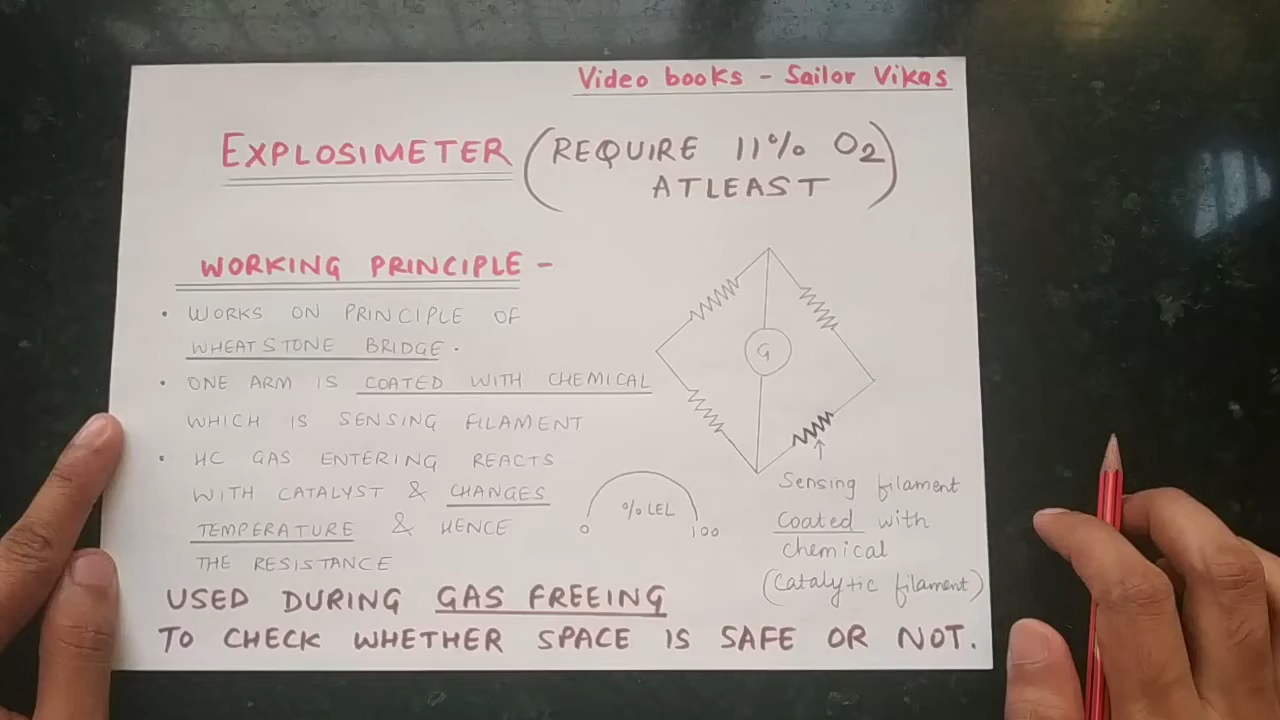 Video books - Sailor Vikas
EXPLOSIMETER (REQUIRE 11% O2
ATLEAST)
WORKING PRINCIPLE -
• WORKS ON PRINCIPLE OF
WHEATSTONE BRIDGE.
• ONE ARM IS COATED WITH CHEMICAL
WHICH IS SENSING FILAMENT
• HC GAS ENTERING REACTS
WITH CATALYST & CHANGES
TEMPERATURE & HENCE
THE RESISTANCE
G
% LEL
0 100
Sensing filament
Coated with
chemical
(Catalytic filament)
USED DURING GAS FREEING
TO CHECK WHETHER SPACE IS SAFE OR NOT.